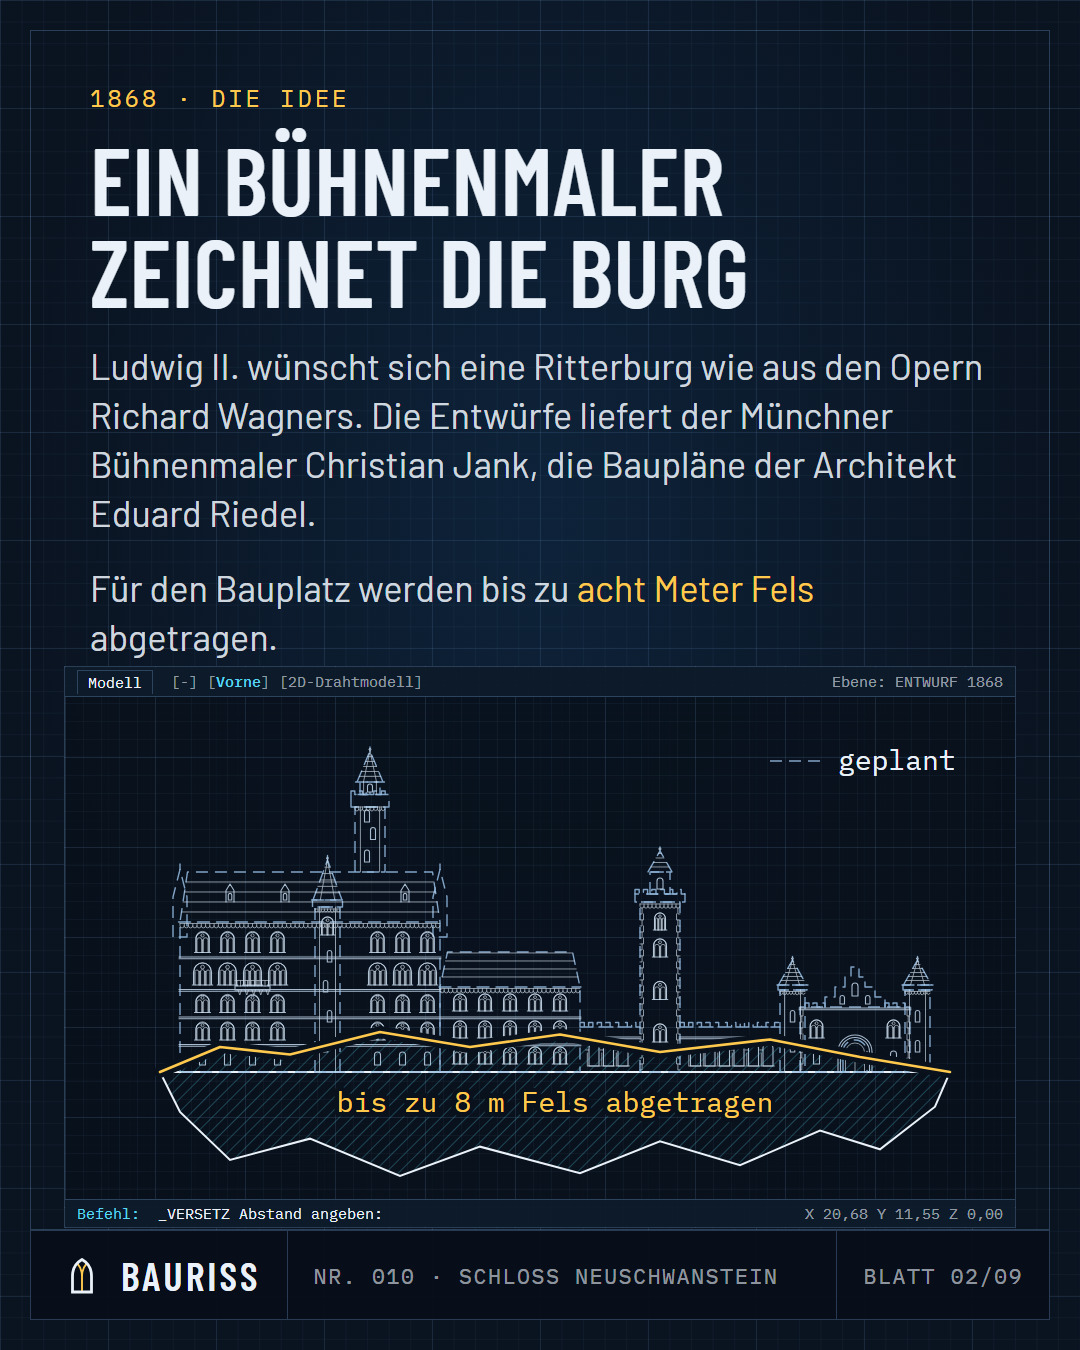 1868 · DIE IDEE
EIN BÜHNENMALER
ZEICHNET DIE BURG
Ludwig II. wünscht sich eine Ritterburg wie aus den Opern
Richard Wagners. Die Entwürfe liefert der Münchner
Bühnenmaler Christian Jank, die Baupläne der Architekt
Eduard Riedel.
Für den Bauplatz werden bis zu acht Meter Fels
abgetragen.
Modell [-] [Vorne] [2D-Drahtmodell] Ebene: ENTWURF 1868
geplant
bis zu 8 m Fels abgetragen
Befehl: _VERSETZ Abstand angeben: X 20,68 Y 11,55 Z 0,00
BAURISS NR. 010 · SCHLOSS NEUSCHWANSTEIN BLATT 02/09